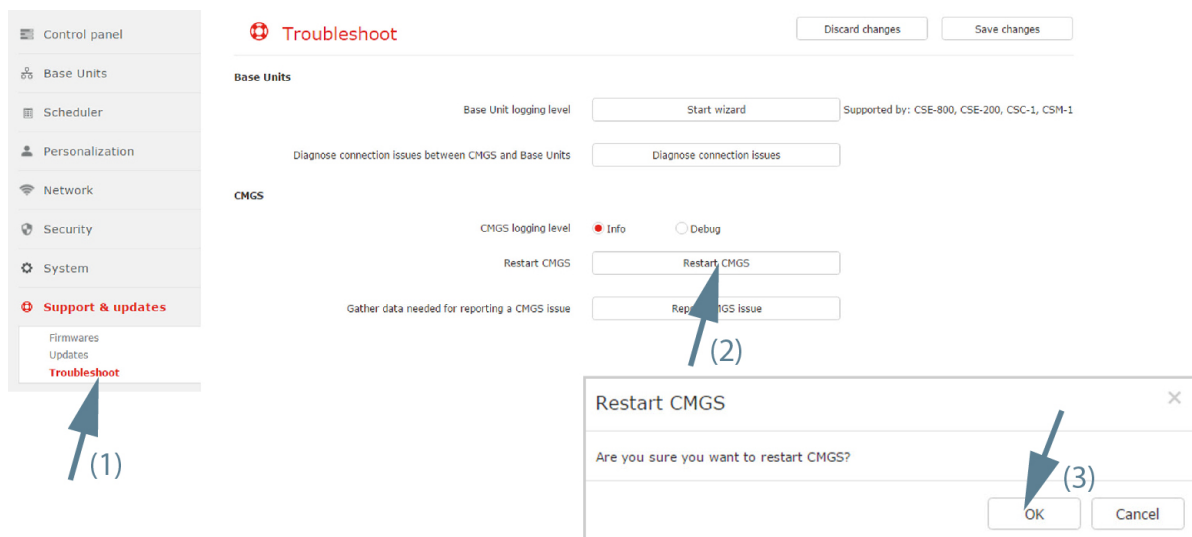 Control panel
Base Units
Scheduler
Personalization
Network
Security
System
Support & updates
Firmwares
Updates
Troubleshoot
(1)
Troubleshoot
Discard changes
Save changes
Base Units
Base Unit logging level
Start wizard
Supported by: CSE-800, CSE-200, CSC-1, CSM-1
Diagnose connection issues between CMGS and Base Units
Diagnose connection issues
CMGS
CMGS logging level
Info
Debug
Restart CMGS
Restart CMGS
Gather data needed for reporting a CMGS issue
Report CMGS issue
(2)
Restart CMGS
Are you sure you want to restart CMGS?
(3)
OK
Cancel